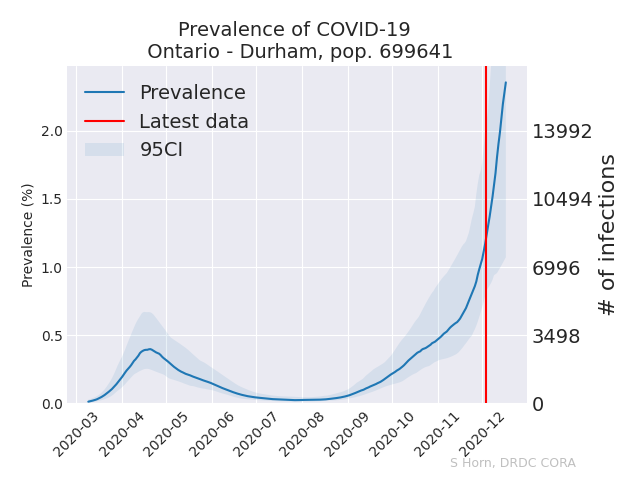 Prevalence of COVID-19
Ontario - Durham, pop. 699641
Prevalence
Latest data
95CI
Prevalence (%)
2.0
1.5
1.0
0.5
0.0
13992
10494
6996
3498
0
# of infections
2020-03
2020-04
2020-05
2020-06
2020-07
2020-08
2020-09
2020-10
2020-11
2020-12
S Horn, DRDC CORA